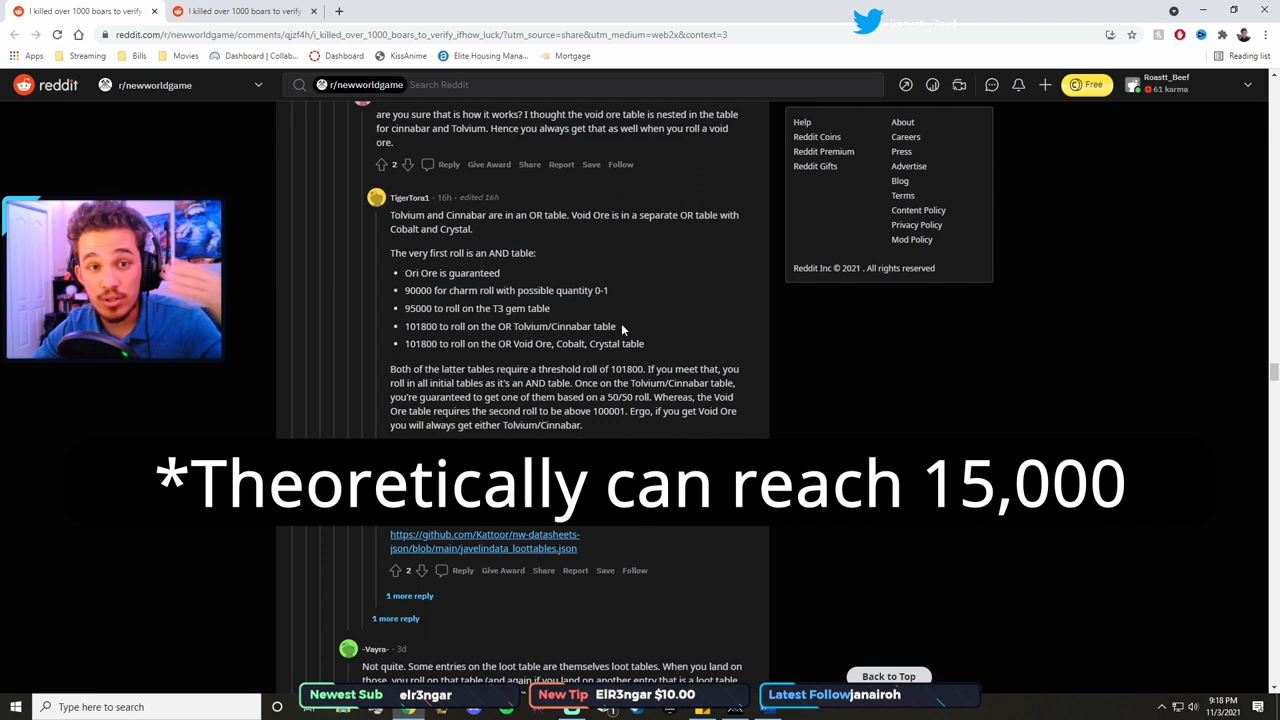 I killed over 1000 boars to verify
I killed over 1000 boars to verify
reddit.com/r/newworldgame/comments/qjzf4h/i_killed_over_1000_boars_to_verify_ifhow_luck/?utm_source=share&utm_medium=web2x&context=3
Apps
Streaming
Bills
Movies
Dashboard | Collab...
Dashboard
KissAnime
Elite Housing Mana...
Mortgage
Reading list
reddit
r/newworldgame
r/newworldgame
Search Reddit
Free
Roastt_Beef
61 karma
are you sure that is how it works? I thought the void ore table is nested in the table
for cinnabar and Tolvium. Hence you always get that as well when you roll a void
ore.
2 Reply Give Award Share Report Save Follow
TigerTora1 · 16h · edited 16h
Tolvium and Cinnabar are in an OR table. Void Ore is in a separate OR table with
Cobalt and Crystal.
The very first roll is an AND table:
• Ori Ore is guaranteed
• 90000 for charm roll with possible quantity 0-1
• 95000 to roll on the T3 gem table
• 101800 to roll on the OR Tolvium/Cinnabar table
• 101800 to roll on the OR Void Ore, Cobalt, Crystal table
Both of the latter tables require a threshold roll of 101800. If you meet that, you
roll in all initial tables as it's an AND table. Once on the Tolvium/Cinnabar table,
you're guaranteed to get one of them based on a 50/50 roll. Whereas, the Void
Ore table requires the second roll to be above 100001. Ergo, if you get Void Ore
you will always get either Tolvium/Cinnabar.
*Theoretically can reach 15,000
https://github.com/Kattoor/nw-datasheets-
json/blob/main/javelindata_loottables.json
2 Reply Give Award Share Report Save Follow
1 more reply
1 more reply
-Vayra- · 3d
Not quite. Some entries on the loot table are themselves loot tables. When you land on
Help
Reddit Coins
Reddit Premium
Reddit Gifts
About
Careers
Press
Advertise
Blog
Terms
Content Policy
Privacy Policy
Mod Policy
Reddit Inc © 2021 . All rights reserved
Back to Top
Newest Sub elr3ngar
New Tip ElR3ngar $10.00
Latest Follow janairoh
Type here to search
9:18 PM
11/3/2021